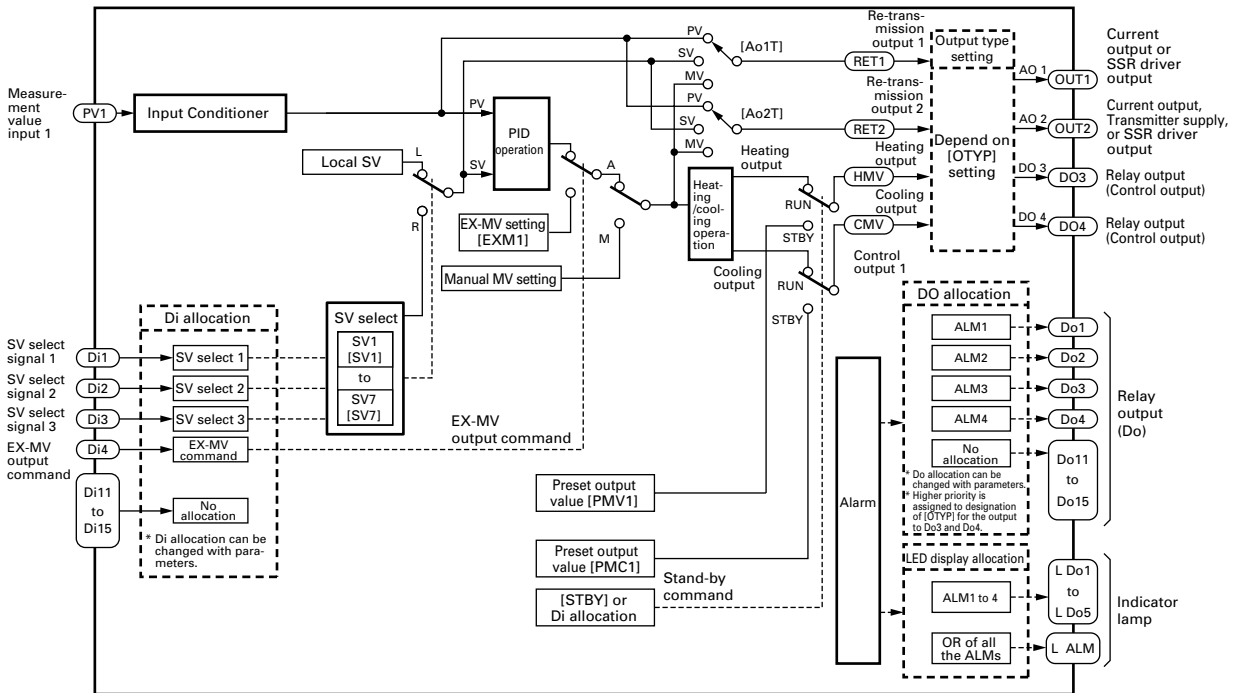 Measure-
ment
value
input 1
PV1
Input Conditioner
Local SV
L
R
PV
SV
PID
operation
EX-MV setting
[EXM1]
Manual MV setting
A
M
PV
SV
MV
[Ao1T]
PV
SV
MV
[Ao2T]
Re-trans-
mission
output 1
RET1
Re-trans-
mission
output 2
RET2
Heating
output
Heat-
ing
/cool-
ing
opera-
tion
Cooling
output
RUN
STBY
RUN
STBY
Heating
output
HMV
Cooling
output
CMV
Control
output 1
Output type
setting
Depend on
[OTYP]
setting
AO 1
OUT1
AO 2
OUT2
DO 3
DO3
DO 4
DO4
Current
output or
SSR driver
output
Current output,
Transmitter supply,
or SSR driver
output
Relay output
(Control output)
Relay output
(Control output)
SV select
signal 1
Di1
SV select
signal 2
Di2
SV select
signal 3
Di3
EX-MV
output
command
Di4
Di11
to
Di15
Di allocation
SV select 1
SV select 2
SV select 3
EX-MV
command
No
allocation
* Di allocation can be
changed with para-
meters.
SV select
SV1
[SV1]
to
SV7
[SV7]
EX-MV
output command
Preset output
value [PMV1]
Preset output
value [PMC1]
[STBY] or
Di allocation
Stand-by
command
Alarm
DO allocation
ALM1
ALM2
ALM3
ALM4
No
allocation
* Do allocation can be
changed with parameters.
* Higher priority is
assigned to designation
of [OTYP] for the output
to Do3 and Do4.
Do1
Do2
Do3
Do4
Do11
to
Do15
Relay
output
(Do)
LED display allocation
ALM1 to 4
OR of all
the ALMs
L Do1
to
L Do5
L ALM
Indicator
lamp